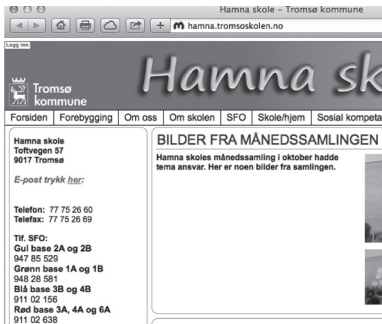 Hamna skole – Tromsø kommune
hamna.tromsoskolen.no
Logg inn
Tromsø
kommune
Hamna sk
Forsiden Forebygging Om oss Om skolen SFO Skole/hjem Sosial kompeta
Hamna skole
Toftvegen 57
9017 Tromsø
E-post trykk her:
Telefon: 77 75 26 60
Telefax: 77 75 26 69
Tlf. SFO:
Gul base 2A og 2B
947 85 529
Grønn base 1A og 1B
948 28 581
Blå base 3B og 4B
911 02 156
Rød base 3A, 4A og 6A
911 02 638
BILDER FRA MÅNEDSSAMLINGEN
Hamna skoles månedssamling i oktober hadde
tema ansvar. Her er noen bilder fra samlingen.